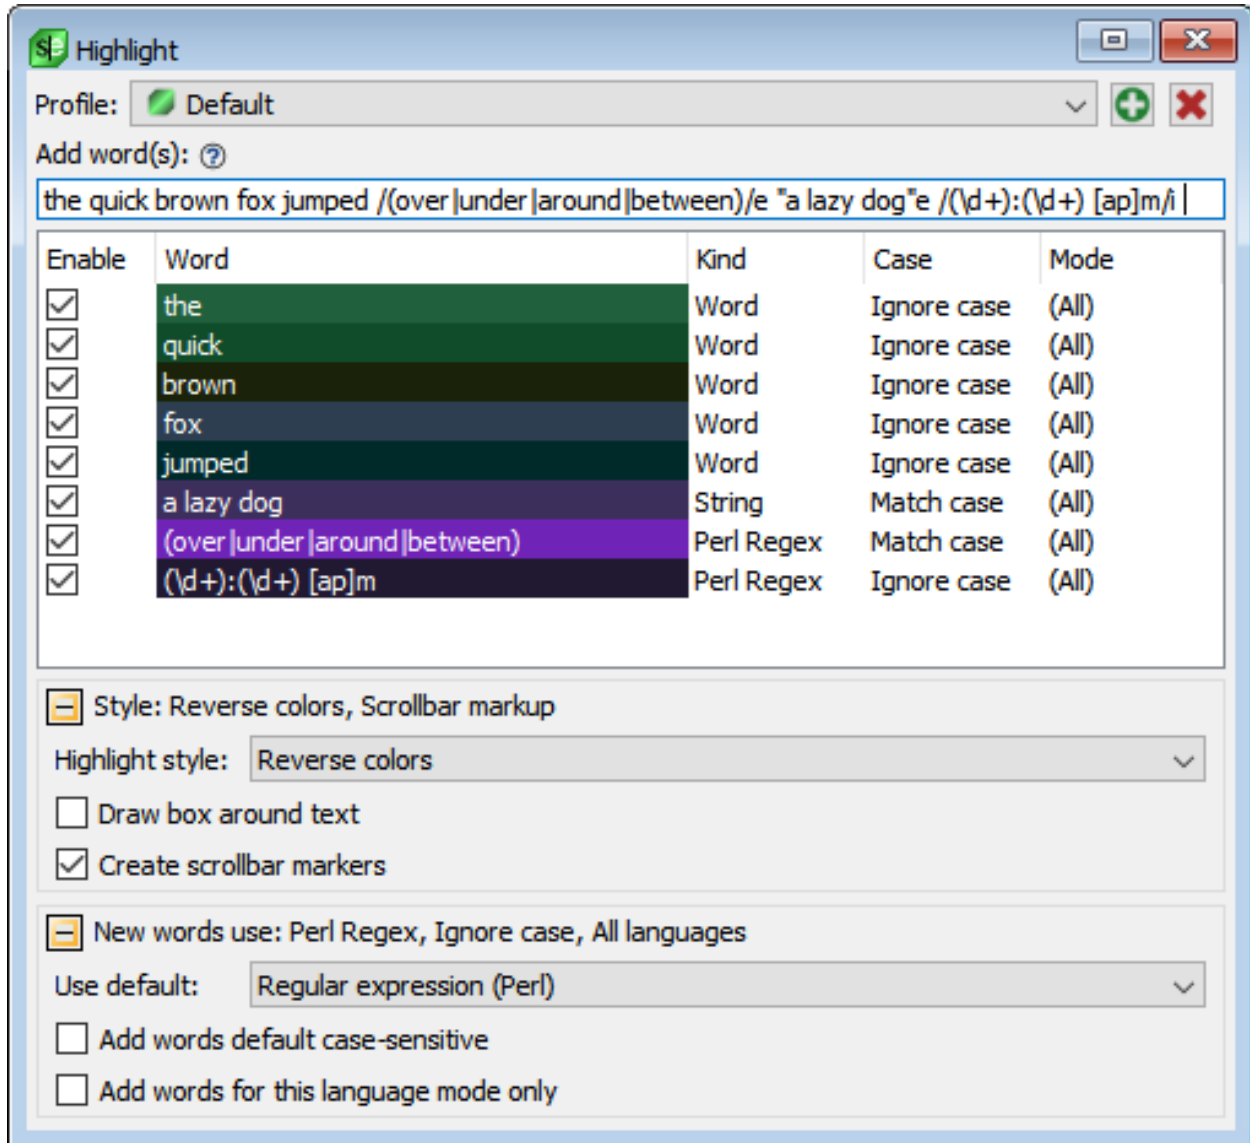 Highlight
Profile: Default
Add word(s):
the quick brown fox jumped /(over|under|around|between)/e "a lazy dog"e /(\d+):(\d+) [ap]m/i
Enable Word Kind Case Mode
the Word Ignore case (All)
quick Word Ignore case (All)
brown Word Ignore case (All)
fox Word Ignore case (All)
jumped Word Ignore case (All)
a lazy dog String Match case (All)
(over|under|around|between) Perl Regex Match case (All)
(\d+):(\d+) [ap]m Perl Regex Ignore case (All)
Style: Reverse colors, Scrollbar markup
Highlight style: Reverse colors
Draw box around text
Create scrollbar markers
New words use: Perl Regex, Ignore case, All languages
Use default: Regular expression (Perl)
Add words default case-sensitive
Add words for this language mode only